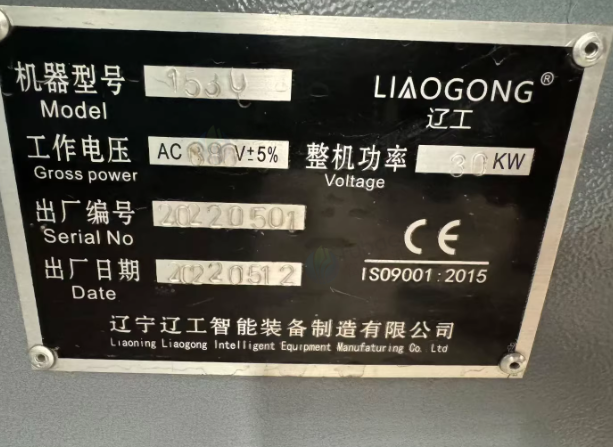 LIAOGONG®
辽工
机器型号
Model
工作电压 AC 380 V±5% 整机功率 30 KW
Gross power Voltage
出厂编号 20220501
Serial No
出厂日期 20220512
Date
CE
ISO9001:2015
辽宁辽工智能装备制造有限公司
Liaoning Liaogong Intelligent Equipment Manufaturing Co. Ltd